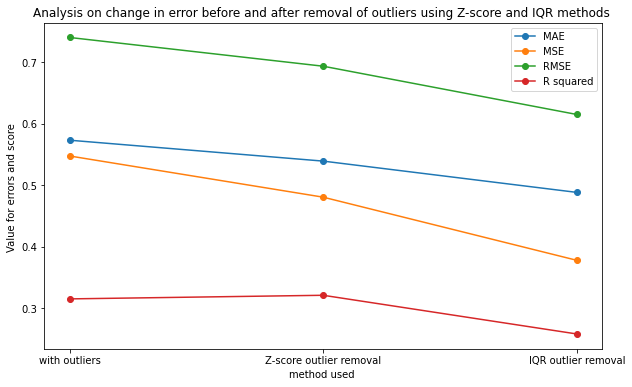 Analysis on change in error before and after removal of outliers using Z-score and IQR methods
MAE
MSE
RMSE
R squared
Value for errors and score
0.7
0.6
0.5
0.4
0.3
with outliers
Z-score outlier removal
IQR outlier removal
method used